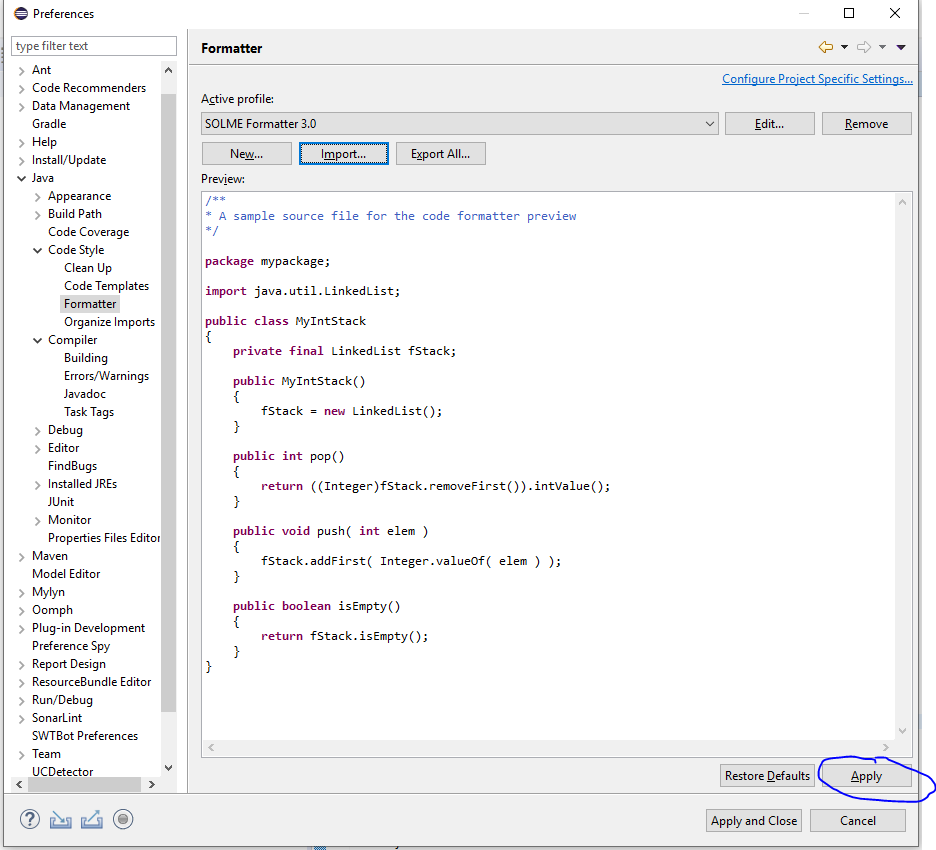 Preferences
type filter text
Ant
Code Recommenders
Data Management
Gradle
Help
Install/Update
Java
Appearance
Build Path
Code Coverage
Code Style
Clean Up
Code Templates
Formatter
Organize Imports
Compiler
Building
Errors/Warnings
Javadoc
Task Tags
Debug
Editor
FindBugs
Installed JREs
JUnit
Monitor
Properties Files Editor
Maven
Model Editor
Mylyn
Oomph
Plug-in Development
Preference Spy
Report Design
ResourceBundle Editor
Run/Debug
SonarLint
SWTBot Preferences
Team
UCDetector
Formatter
Configure Project Specific Settings...
Active profile:
SOLME Formatter 3.0
Edit...
Remove
New...
Import...
Export All...
Preview:
/**
* A sample source file for the code formatter preview
*/
package mypackage;
import java.util.LinkedList;
public class MyIntStack
{
private final LinkedList fStack;
public MyIntStack()
{
fStack = new LinkedList();
}
public int pop()
{
return ((Integer)fStack.removeFirst()).intValue();
}
public void push( int elem )
{
fStack.addFirst( Integer.valueOf( elem ) );
}
public boolean isEmpty()
{
return fStack.isEmpty();
}
}
Restore Defaults
Apply
Apply and Close
Cancel